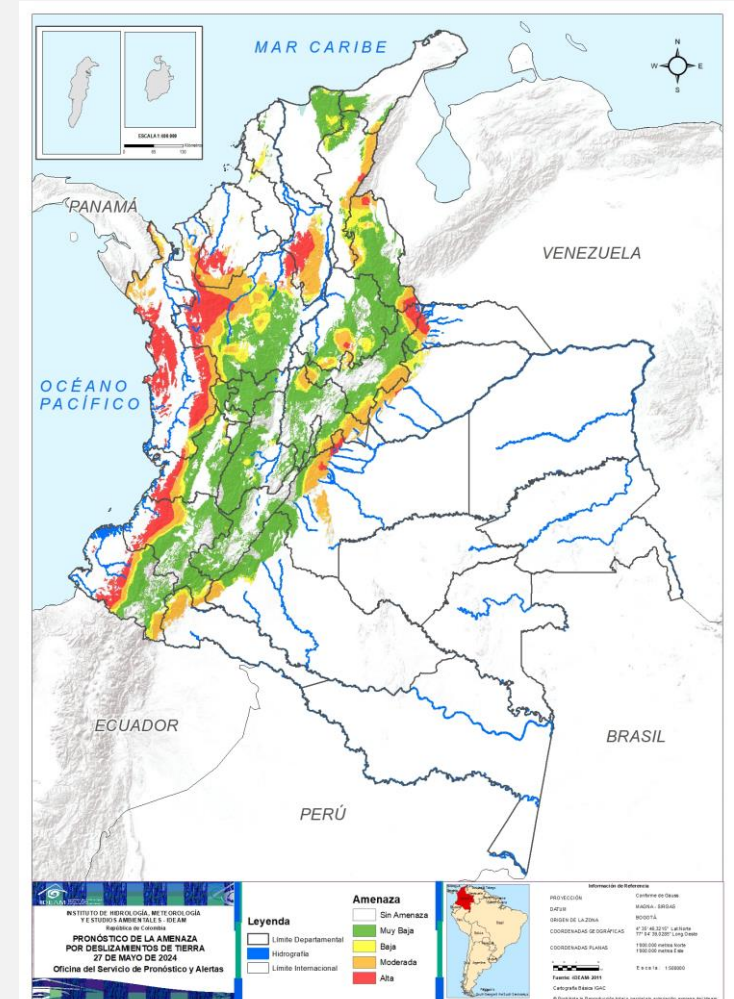 MAR CARIBE
N
W
E
S
PANAMÁ
VENEZUELA
OCÉANO
PACÍFICO
ECUADOR
BRASIL
PERÚ
IDEAM
INSTITUTO DE HIDROLOGÍA, METEOROLOGÍA
Y ESTUDIOS AMBIENTALES - IDEAM
República de Colombia
PRONÓSTICO DE LA AMENAZA
POR DESLIZAMIENTOS DE TIERRA
27 DE MAYO DE 2024
Oficina del Servicio de Pronóstico y Alertas
Leyenda
Límite Departamental
Hidrografía
Límite Internacional
Amenaza
Sin Amenaza
Muy Baja
Baja
Moderada
Alta
Información de Referencia
PROYECCIÓN
Conforme de Gauss
DATUM
MAGNA - SIRGAS
ORIGEN DE LA ZONA
BOGOTÁ
COORDENADAS GEOGRÁFICAS
COORDENADAS PLANAS
Fuente: IDEAM 2011
Cartografía Básica IGAC